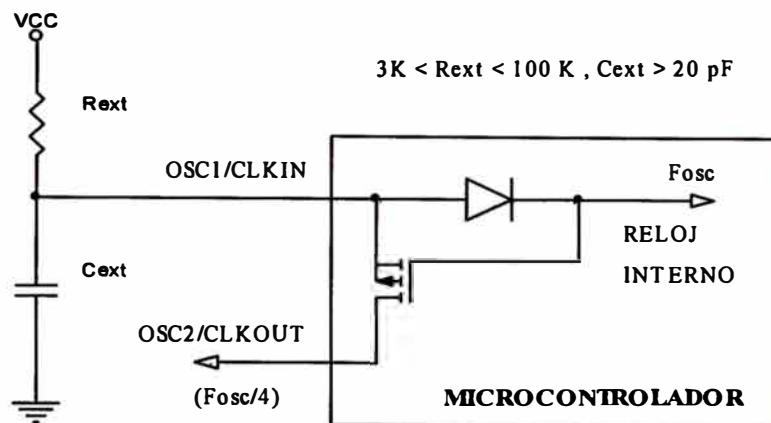 VCC
3K < Rext < 100 K , Cext > 20 pF
Rext
OSC1/CLKIN
Fosc
RELOJ
INTERNO
Cext
OSC2/CLKOUT
(Fosc/4)
MICROCONTROLADOR